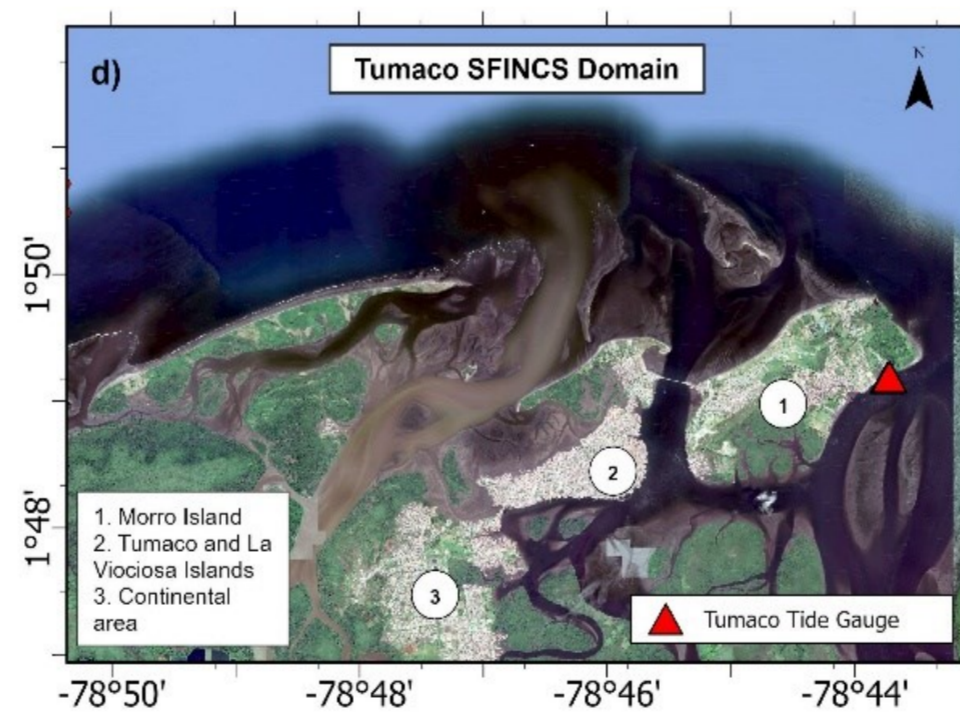 d)
Tumaco SFINCS Domain
N
1°50'
1
2
1°48'
1. Morro Island
2. Tumaco and La
Viociosa Islands
3. Continental
area
3
Tumaco Tide Gauge
-78°50'
-78°48'
-78°46'
-78°44'